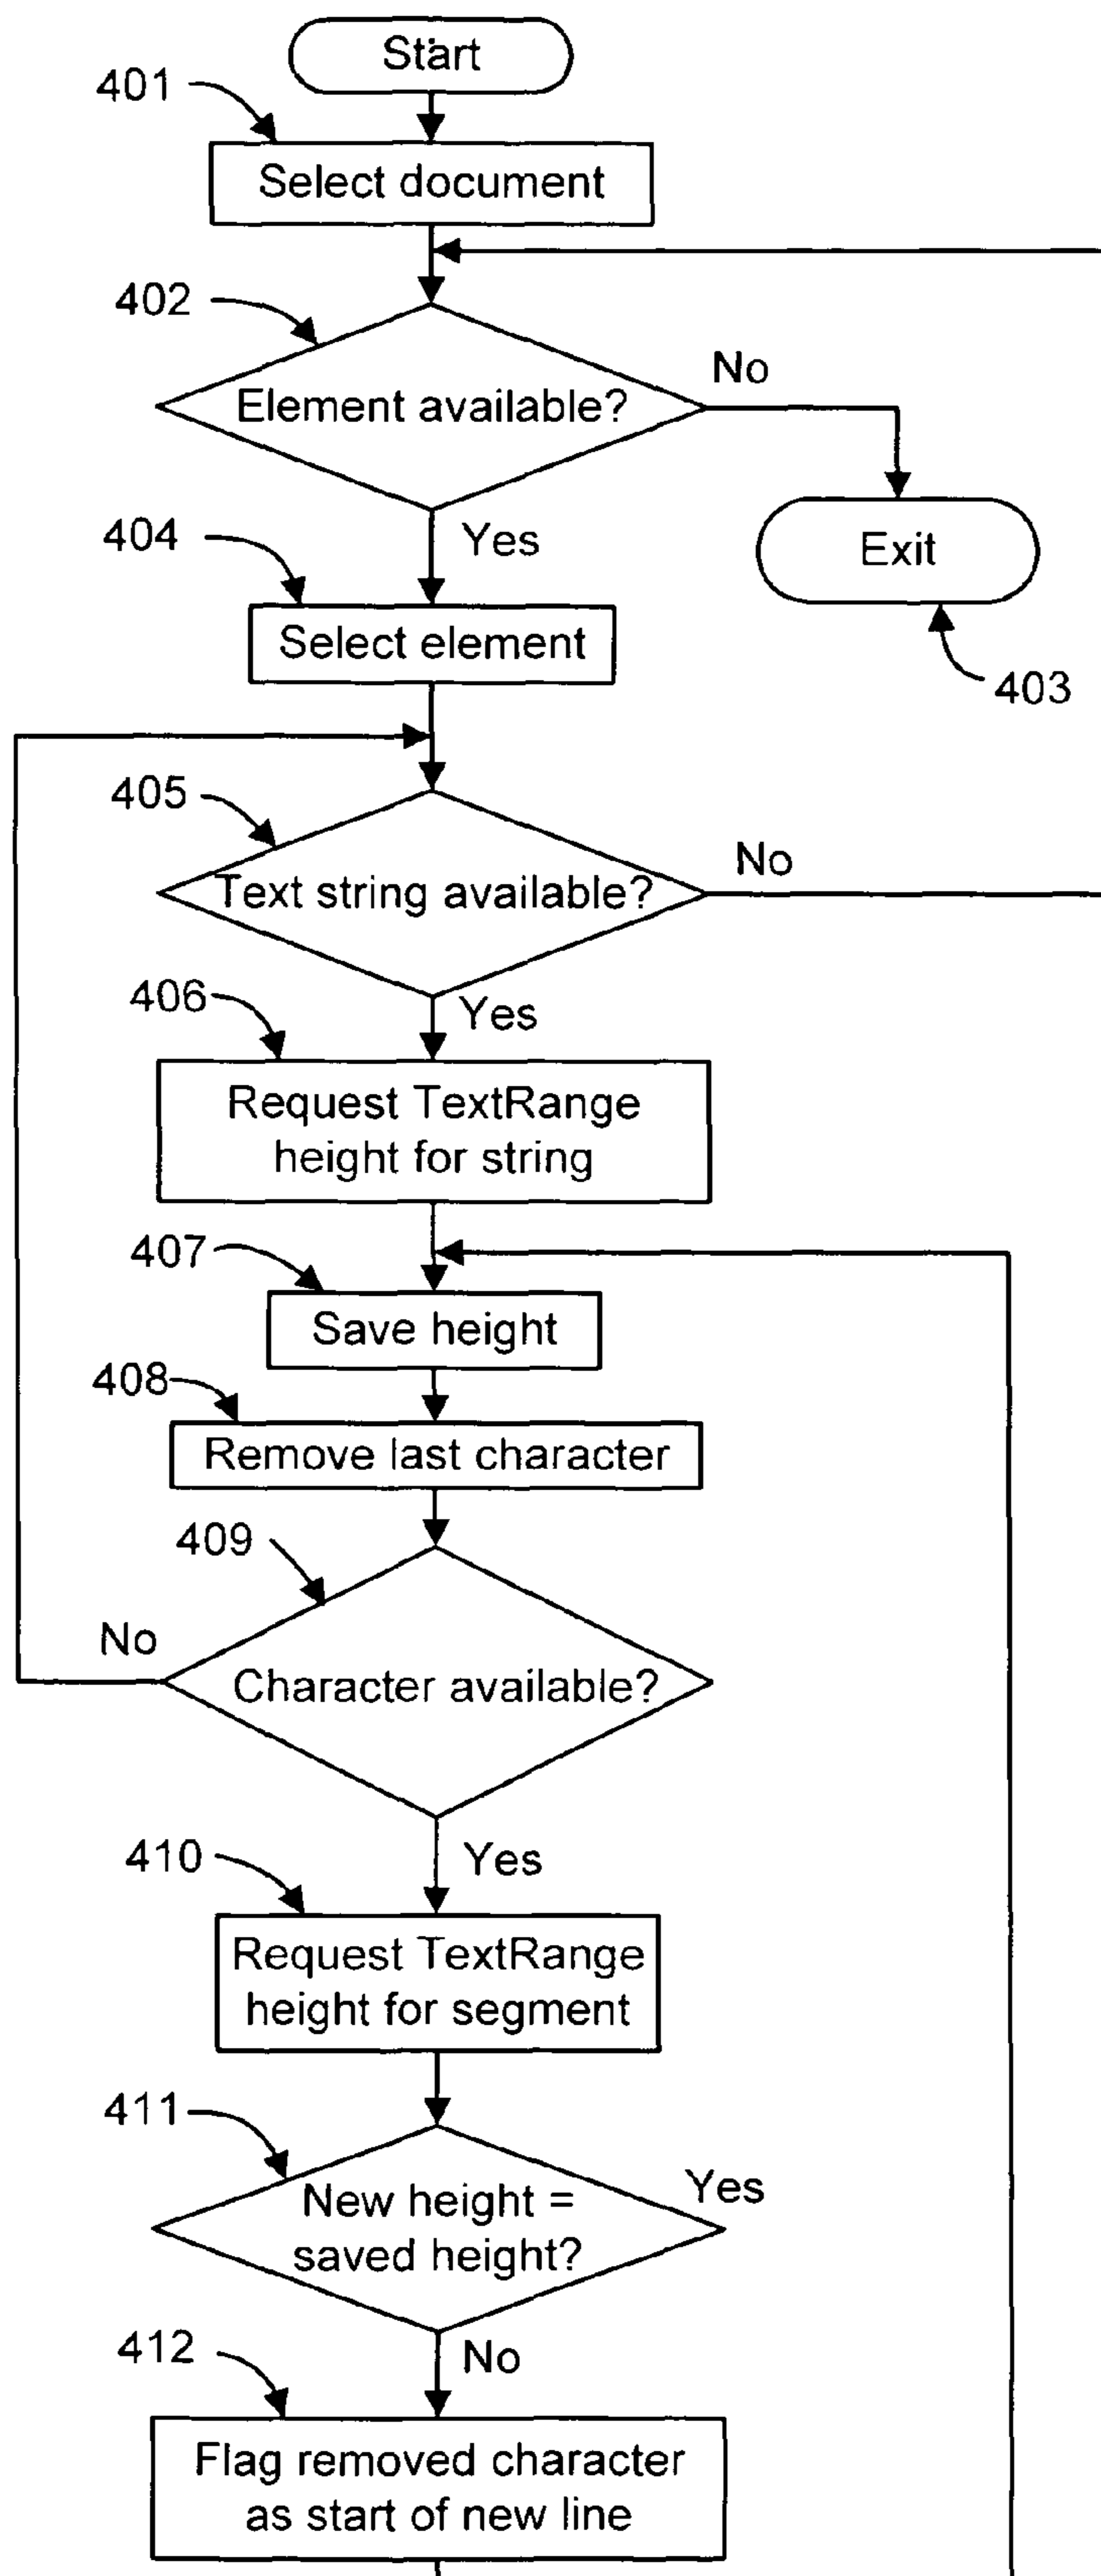 Start
401
Select document
402
Element available?
No
Exit
403
404
Yes
Select element
405
Text string available?
No
406
Yes
Request TextRange
height for string
407
Save height
408
Remove last character
409
No
Character available?
410
Yes
Request TextRange
height for segment
411
New height =
saved height?
Yes
412
No
Flag removed character
as start of new line